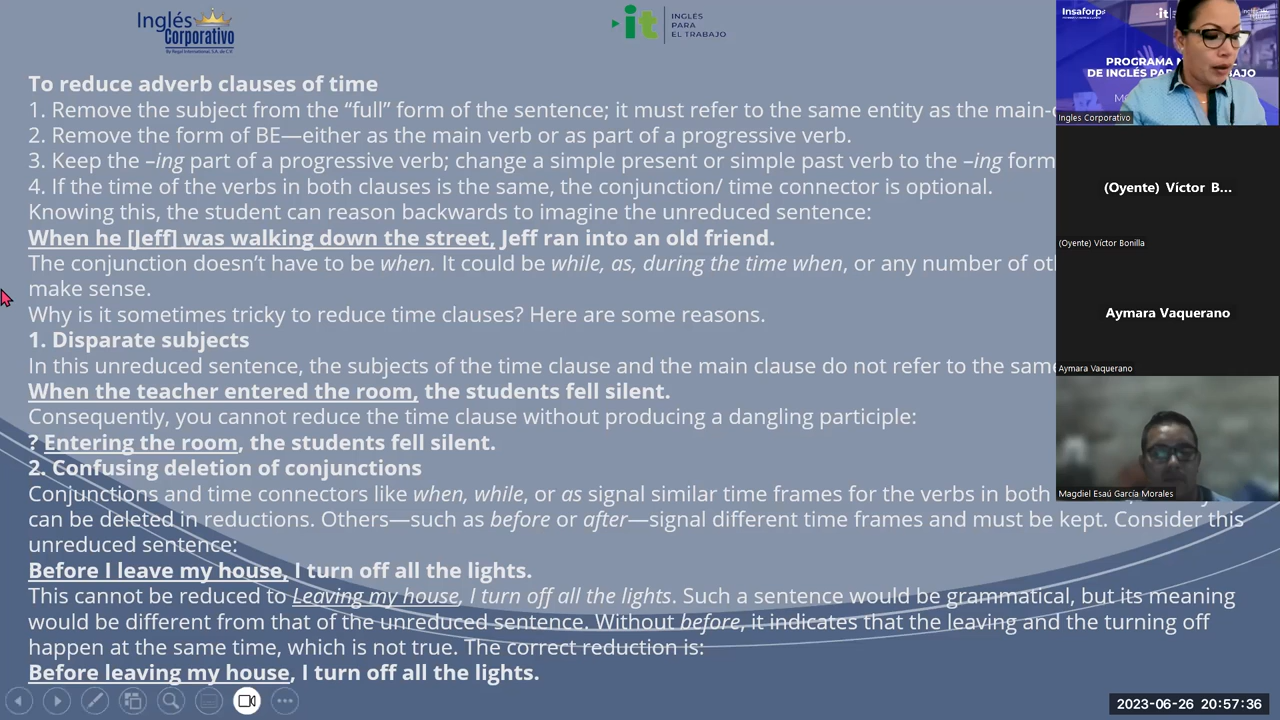 Inglés
Corporativo
By Regal International, S.A. de C.V.
it
INGLÉS
PARA
EL TRABAJO
To reduce adverb clauses of time
1. Remove the subject from the “full” form of the sentence; it must refer to the same entity as the main-c
2. Remove the form of BE—either as the main verb or as part of a progressive verb.
3. Keep the –ing part of a progressive verb; change a simple present or simple past verb to the –ing form
4. If the time of the verbs in both clauses is the same, the conjunction/ time connector is optional.
Knowing this, the student can reason backwards to imagine the unreduced sentence:
When he [Jeff] was walking down the street, Jeff ran into an old friend.
The conjunction doesn’t have to be when. It could be while, as, during the time when, or any number of
make sense.
Why is it sometimes tricky to reduce time clauses? Here are some reasons.
1. Disparate subjects
In this unreduced sentence, the subjects of the time clause and the main clause do not refer to the same
When the teacher entered the room, the students fell silent.
Consequently, you cannot reduce the time clause without producing a dangling participle:
? Entering the room, the students fell silent.
2. Confusing deletion of conjunctions
Conjunctions and time connectors like when, while, or as signal similar time frames for the verbs in both
can be deleted in reductions. Others—such as before or after—signal different time frames and must be kept. Consider this
unreduced sentence:
Before I leave my house, I turn off all the lights.
This cannot be reduced to Leaving my house, I turn off all the lights. Such a sentence would be grammatical, but its meaning
would be different from that of the unreduced sentence. Without before, it indicates that the leaving and the turning off
happen at the same time, which is not true. The correct reduction is:
Before leaving my house, I turn off all the lights.
Insaforp
it
PROGRAMA
DE INGLÉS
Ingles Corporativo
(Oyente) Víctor B...
(Oyente) Víctor Bonilla
Aymara Vaquerano
Aymara Vaquerano
Magdiel Esaú García Morales
2023-06-26 20:57:36